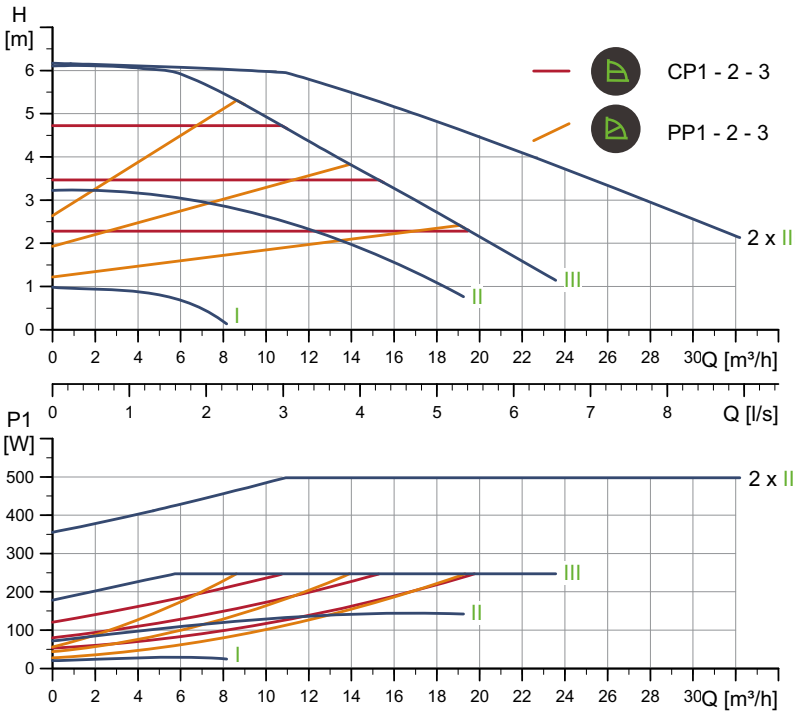 H
[m]
6
5
4
3
2
1
0
CP1 - 2 - 3
PP1 - 2 - 3
2 x II
III
II
I
0 2 4 6 8 10 12 14 16 18 20 22 24 26 28 30 Q [m³/h]
0 1 2 3 4 5 6 7 8 Q [l/s]
P1
[W]
500
400
300
200
100
0
2 x II
III
II
I
0 2 4 6 8 10 12 14 16 18 20 22 24 26 28 30 Q [m³/h]